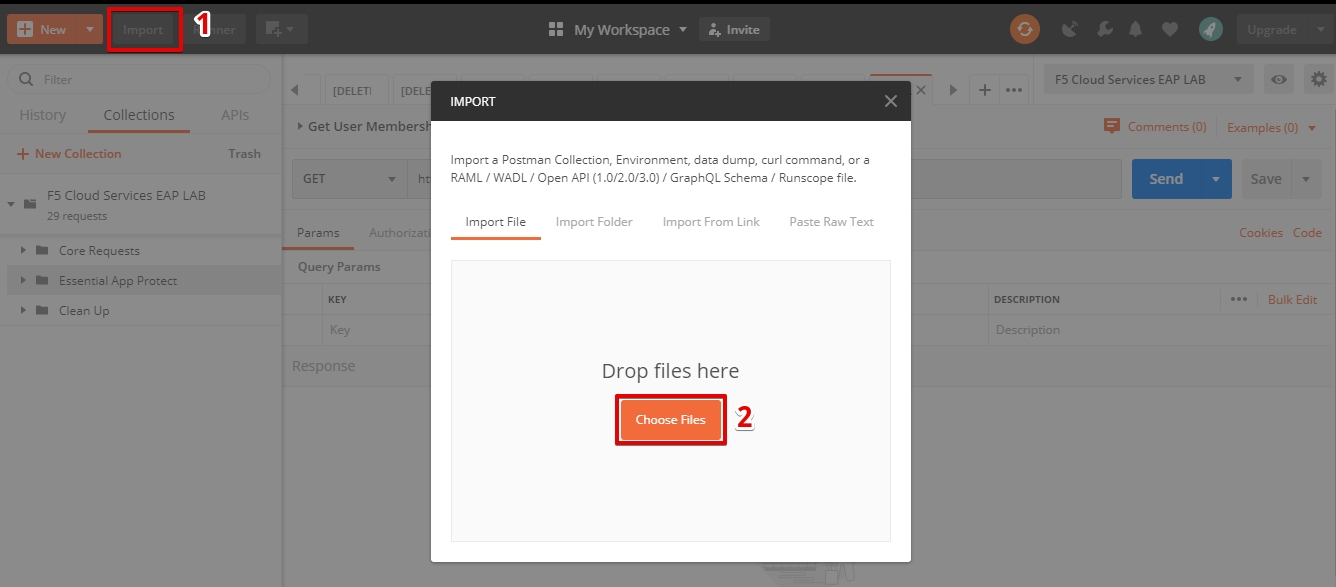 New
Import
1
My Workspace
Invite
Upgrade
Filter
[DELETI
[DELE
F5 Cloud Services EAP LAB
History
Collections
APIs
IMPORT
Get User Membersh
Comments (0)
Examples (0)
+ New Collection
Trash
Import a Postman Collection, Environment, data dump, curl command, or a
RAML / WADL / Open API (1.0/2.0/3.0) / GraphQL Schema / Runscope file.
GET
Send
Save
F5 Cloud Services EAP LAB
29 requests
Import File
Import Folder
Import From Link
Paste Raw Text
Params
Authorizati
Cookies
Code
Core Requests
Query Params
Essential App Protect
KEY
DESCRIPTION
Bulk Edit
Clean Up
Key
Description
Response
Drop files here
Choose Files
2